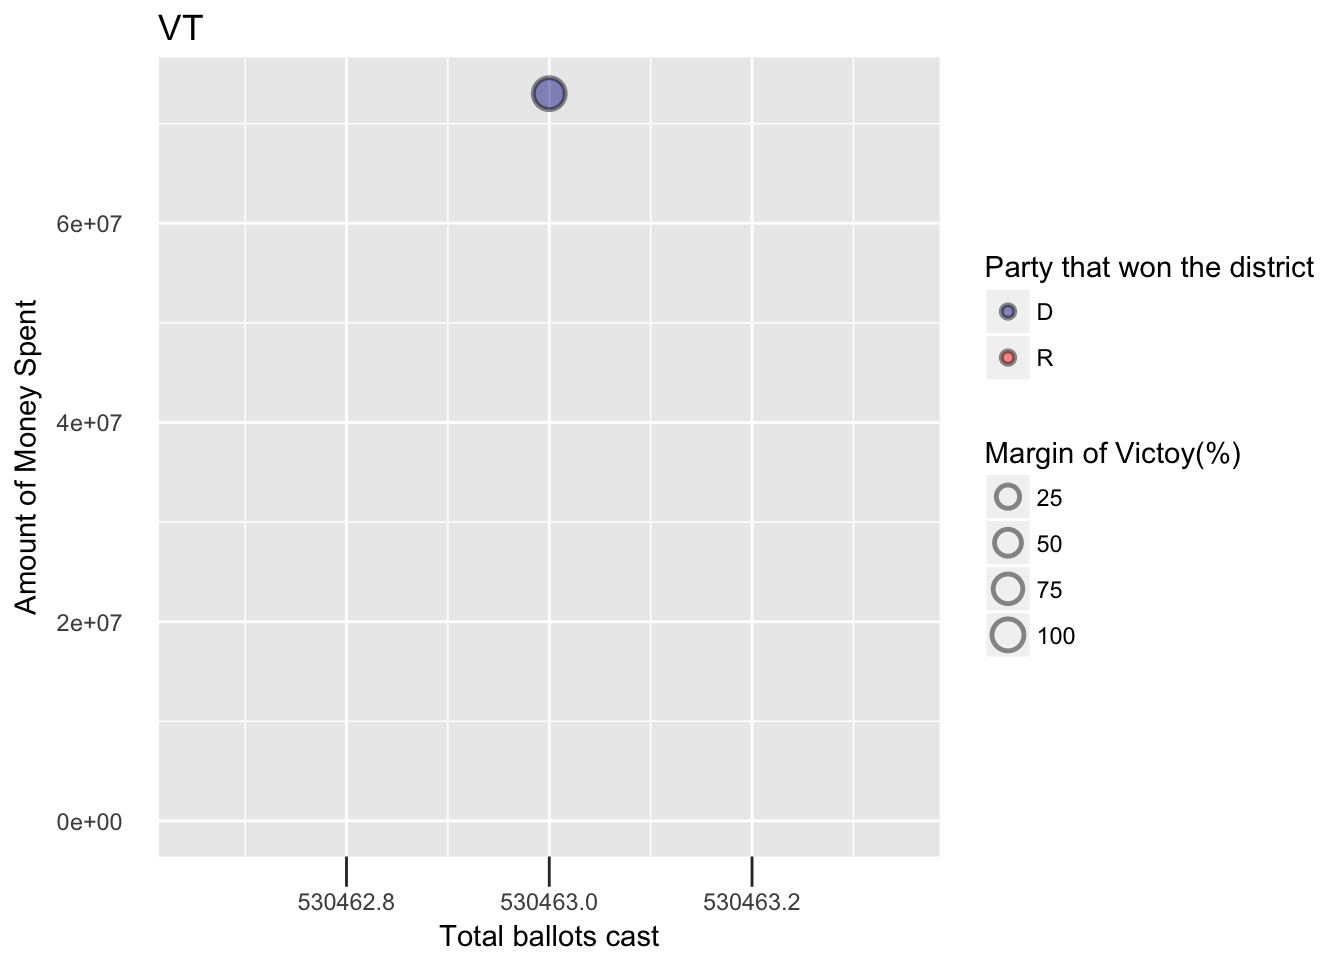 VT
6e+07
4e+07
2e+07
0e+00
Amount of Money Spent
530462.8
530463.0
530463.2
Total ballots cast
Party that won the district
D
R
Margin of Victoy(%)
25
50
75
100